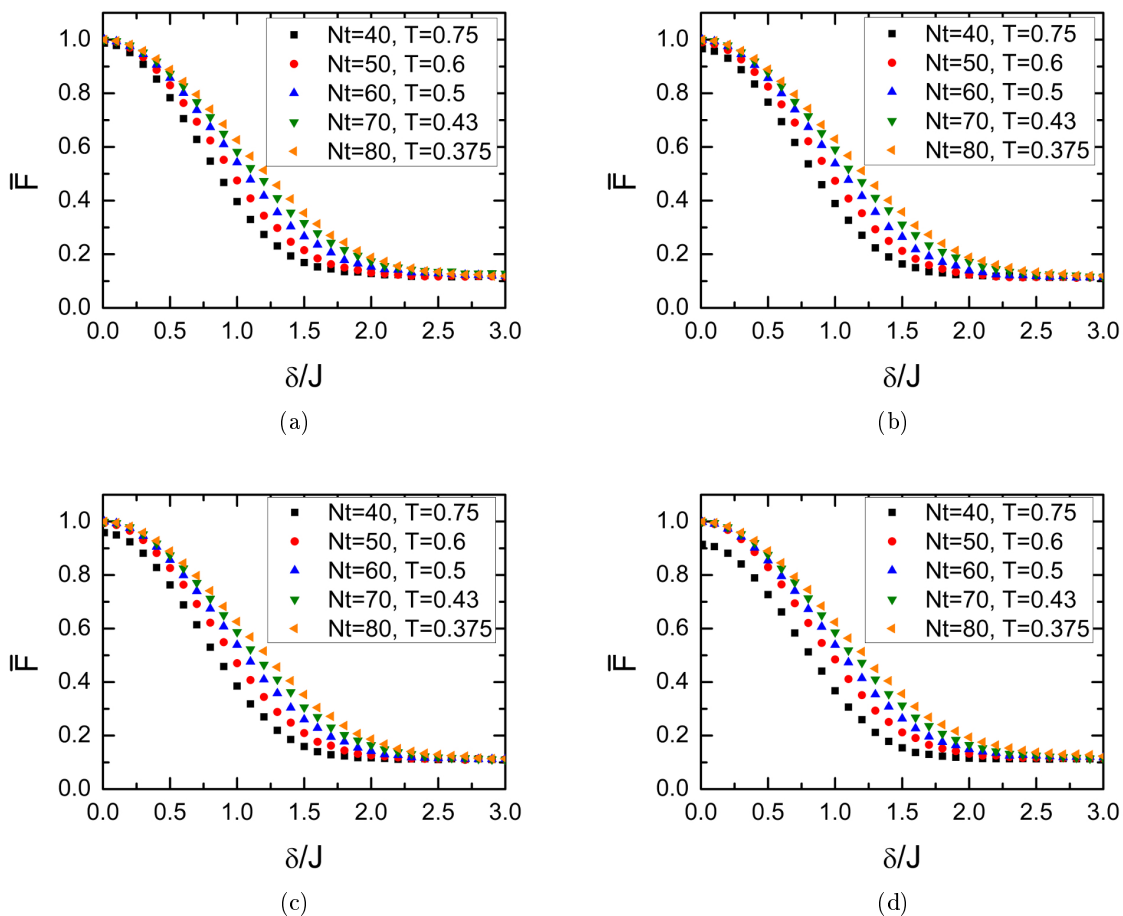 1.0
0.8
0.6
0.4
0.2
0.0
F̅
Nt=40, T=0.75
Nt=50, T=0.6
Nt=60, T=0.5
Nt=70, T=0.43
Nt=80, T=0.375
0.0 0.5 1.0 1.5 2.0 2.5 3.0
δ/J
(a)
1.0
0.8
0.6
0.4
0.2
0.0
F̅
Nt=40, T=0.75
Nt=50, T=0.6
Nt=60, T=0.5
Nt=70, T=0.43
Nt=80, T=0.375
0.0 0.5 1.0 1.5 2.0 2.5 3.0
δ/J
(b)
1.0
0.8
0.6
0.4
0.2
0.0
F̅
Nt=40, T=0.75
Nt=50, T=0.6
Nt=60, T=0.5
Nt=70, T=0.43
Nt=80, T=0.375
0.0 0.5 1.0 1.5 2.0 2.5 3.0
δ/J
(c)
1.0
0.8
0.6
0.4
0.2
0.0
F̅
Nt=40, T=0.75
Nt=50, T=0.6
Nt=60, T=0.5
Nt=70, T=0.43
Nt=80, T=0.375
0.0 0.5 1.0 1.5 2.0 2.5 3.0
δ/J
(d)